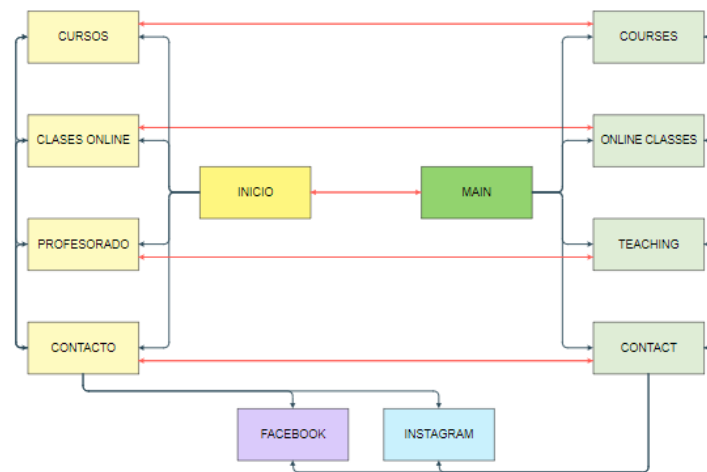 CURSOS
COURSES
CLASES ONLINE
ONLINE CLASSES
INICIO
MAIN
PROFESORADO
TEACHING
CONTACTO
CONTACT
FACEBOOK
INSTAGRAM